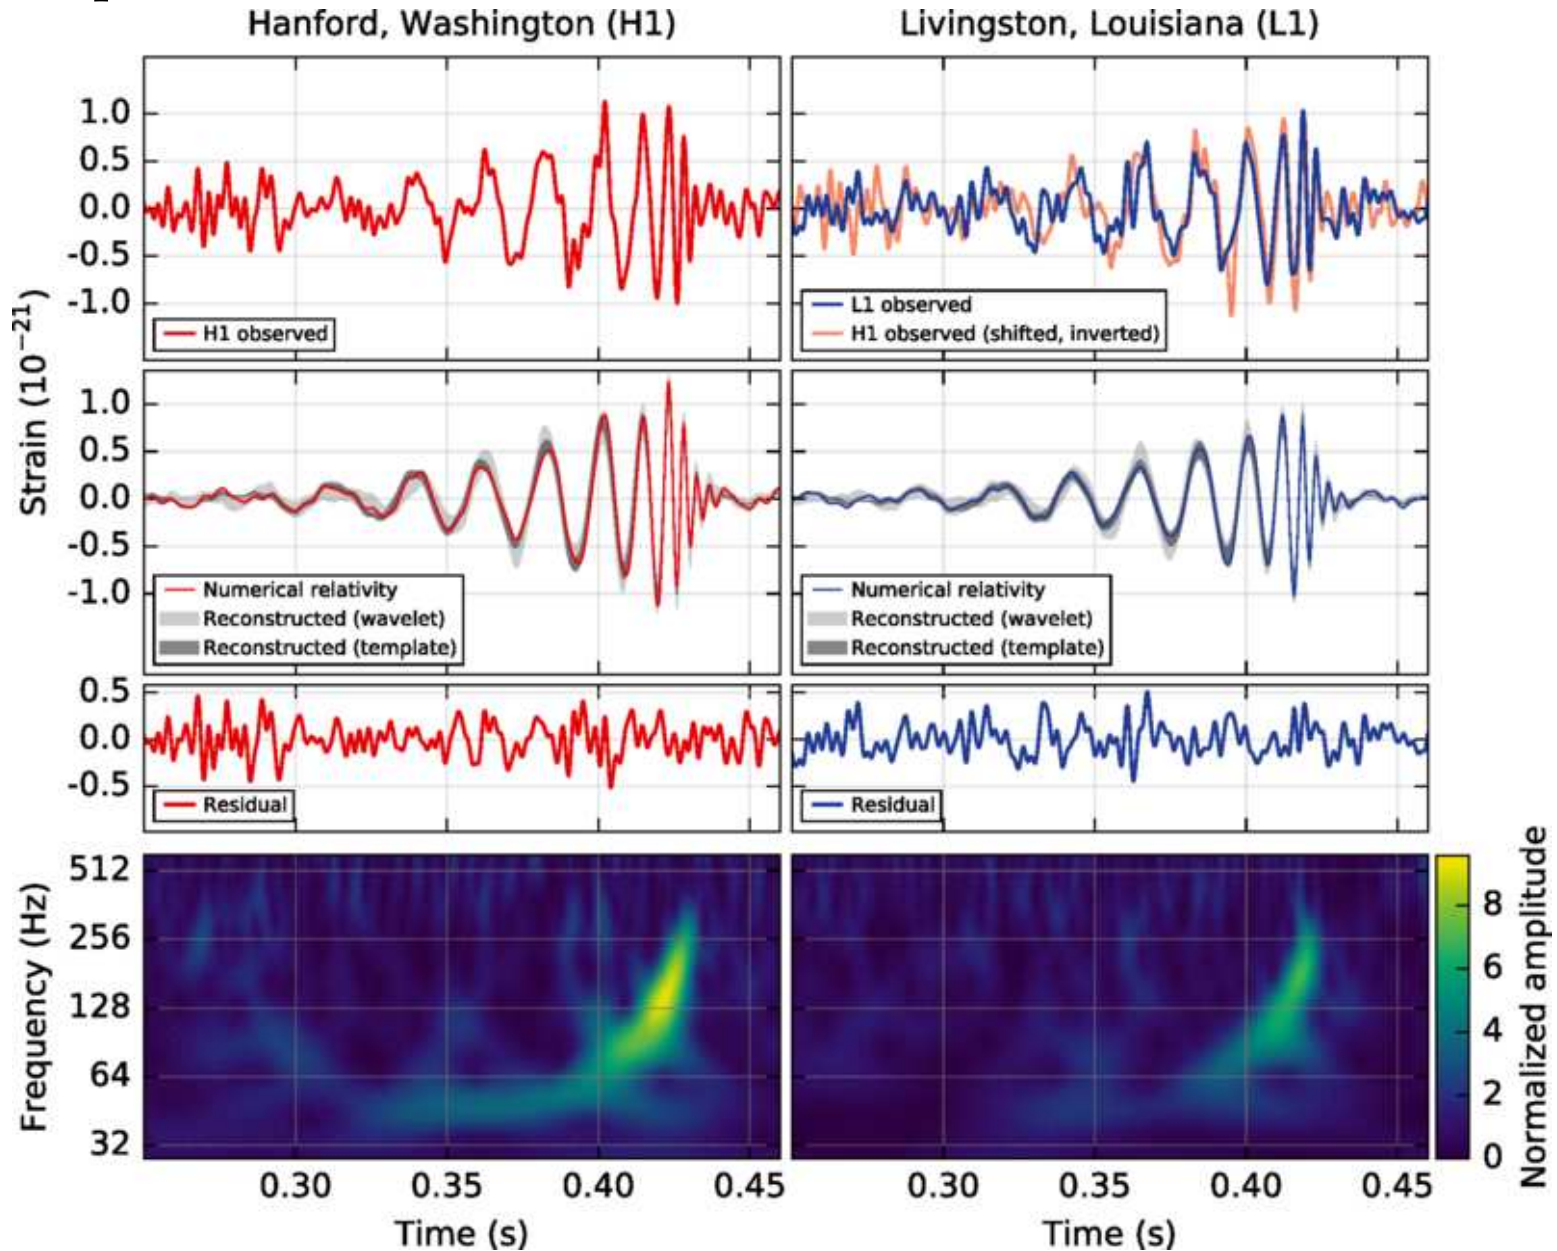 Hanford, Washington (H1)
Livingston, Louisiana (L1)
Strain (10−21)
1.0
0.5
0.0
-0.5
-1.0
H1 observed
L1 observed
H1 observed (shifted, inverted)
1.0
0.5
0.0
-0.5
-1.0
Numerical relativity
Reconstructed (wavelet)
Reconstructed (template)
Numerical relativity
Reconstructed (wavelet)
Reconstructed (template)
0.5
0.0
-0.5
Residual
Residual
Frequency (Hz)
512
256
128
64
32
8
6
4
2
0
Normalized amplitude
0.30 0.35 0.40 0.45
0.30 0.35 0.40 0.45
Time (s)
Time (s)